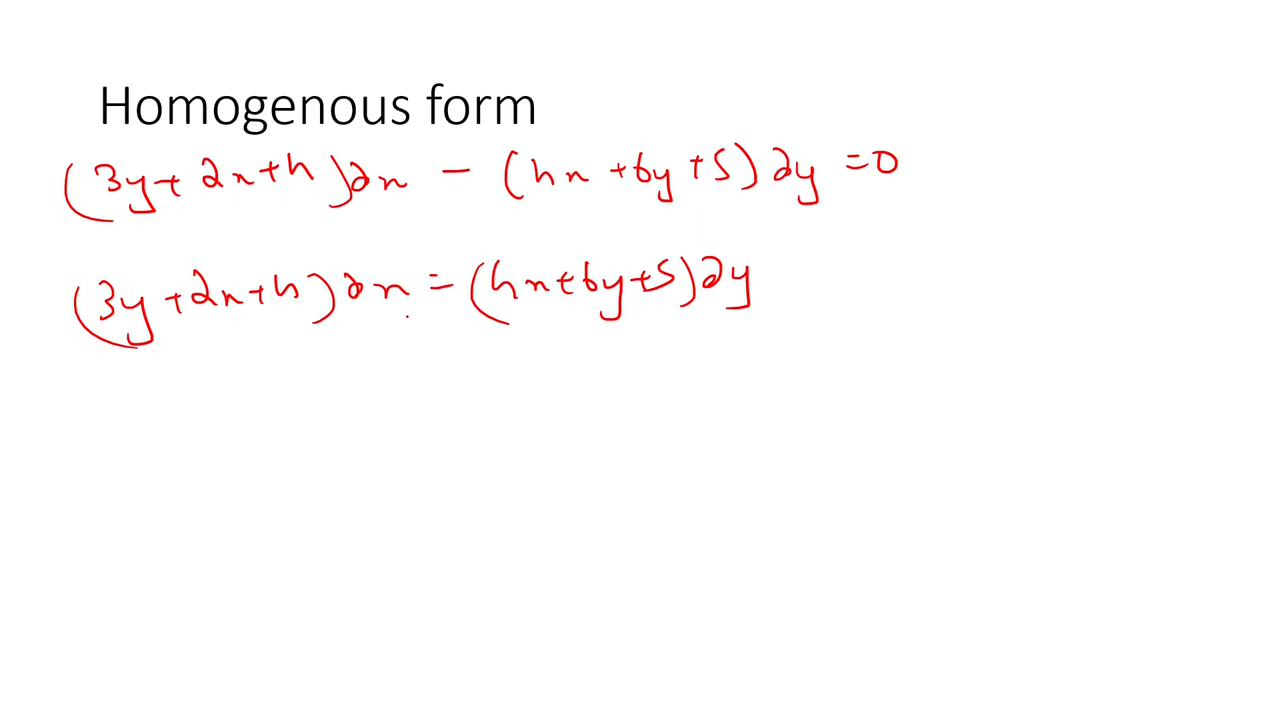 Homogenous form
(3y+2x+4)dx - (4x+6y+5)dy =0
(3y+2x+4)dx = (4x+6y+5)dy